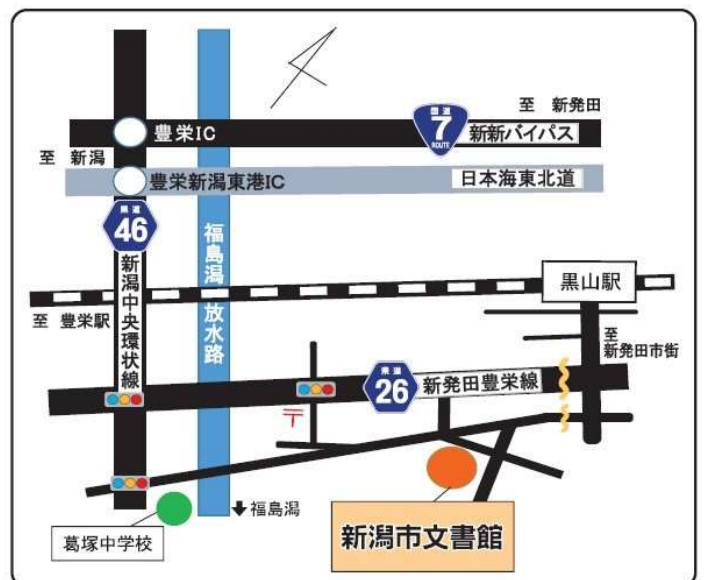 至 新発田
国道
7
ROUTE
新新バイパス
豊栄IC
至 新潟
豊栄新潟東港IC
日本海東北道
県道
46
新潟中央環状線
福島潟放水路
黒山駅
至 豊栄駅
至
新発田市街
県道
26
新発田豊栄線
〒
福島潟
葛塚中学校
新潟市文書館